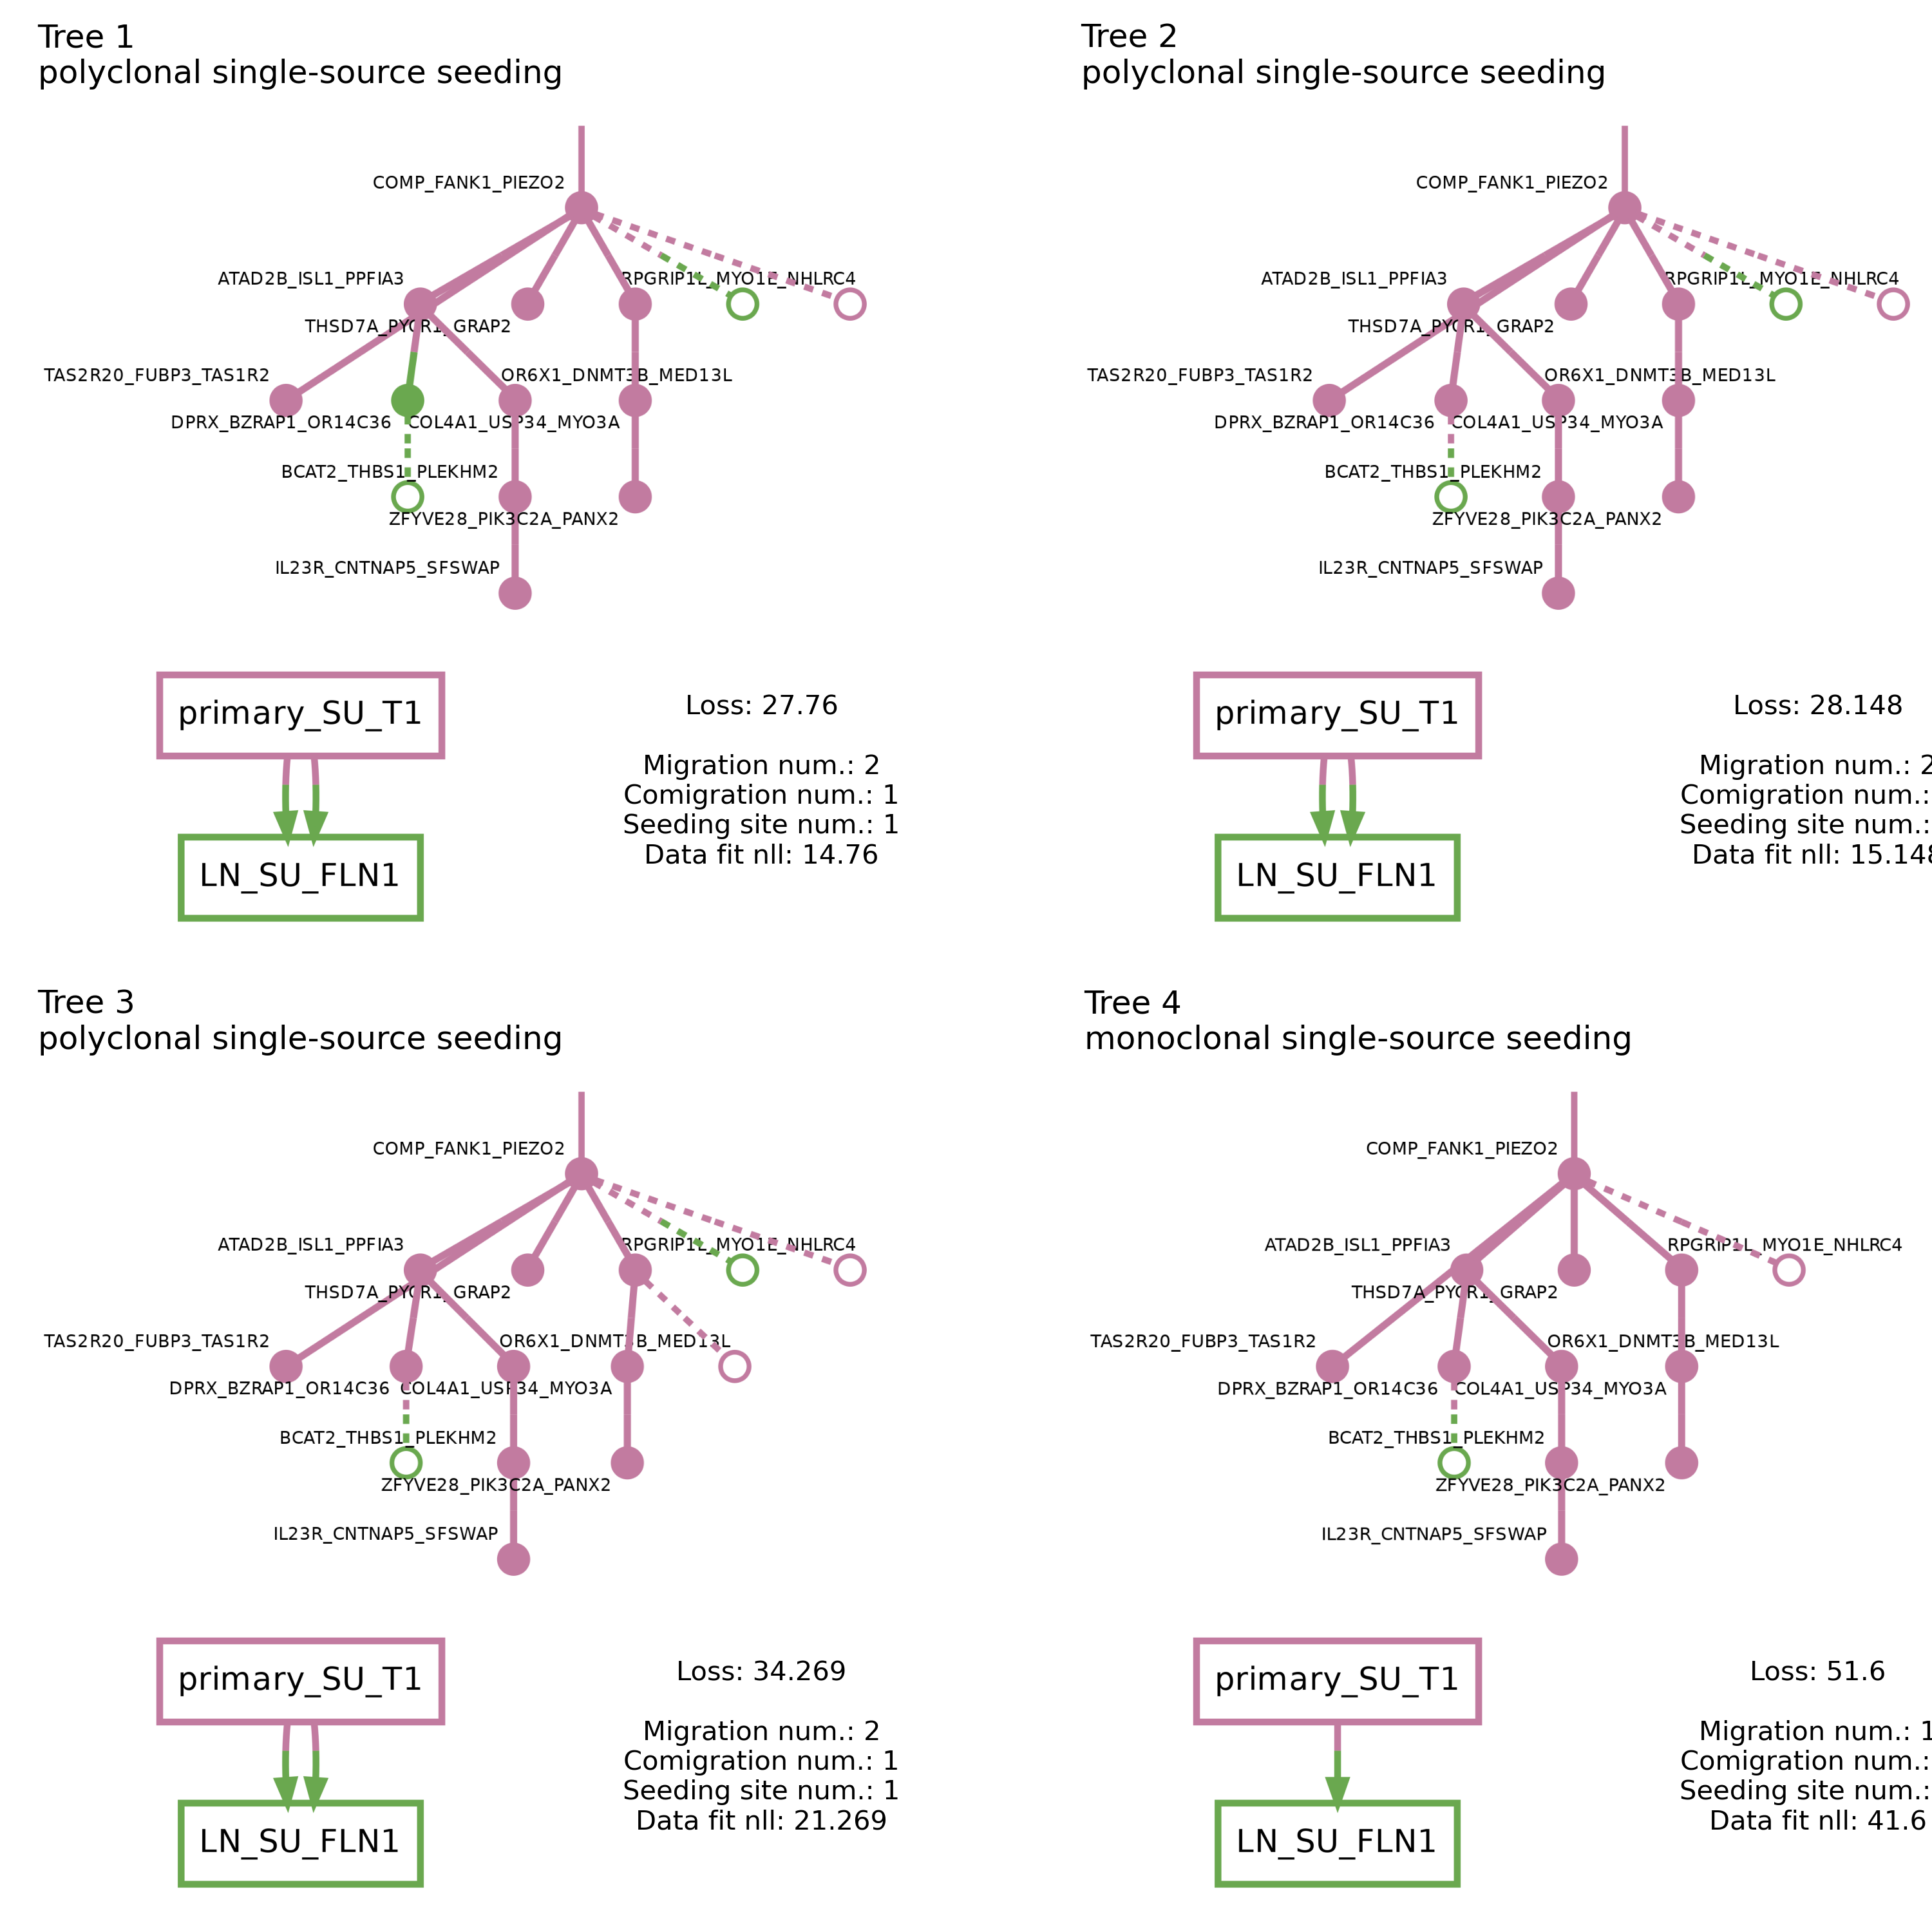 Tree 1
polyclonal single-source seeding
COMP_FANK1_PIEZO2
ATAD2B_ISL1_PPFIA3
RPGRIP1L_MYO1E_NHLRC4
THSD7A_PYCR1_GRAP2
TAS2R20_FUBP3_TAS1R2
OR6X1_DNMT3B_MED13L
DPRX_BZRAP1_OR14C36
COL4A1_USP34_MYO3A
BCAT2_THBS1_PLEKHM2
ZFYVE28_PIK3C2A_PANX2
IL23R_CNTNAP5_SFSWAP
primary_SU_T1
LN_SU_FLN1
Loss: 27.76
Migration num.: 2
Comigration num.: 1
Seeding site num.: 1
Data fit nll: 14.76
Tree 2
polyclonal single-source seeding
COMP_FANK1_PIEZO2
ATAD2B_ISL1_PPFIA3
RPGRIP1L_MYO1E_NHLRC4
THSD7A_PYCR1_GRAP2
TAS2R20_FUBP3_TAS1R2
OR6X1_DNMT3B_MED13L
DPRX_BZRAP1_OR14C36
COL4A1_USP34_MYO3A
BCAT2_THBS1_PLEKHM2
ZFYVE28_PIK3C2A_PANX2
IL23R_CNTNAP5_SFSWAP
primary_SU_T1
LN_SU_FLN1
Loss: 28.148
Migration num.: 2
Comigration num.:
Seeding site num.:
Data fit nll: 15.148
Tree 3
polyclonal single-source seeding
COMP_FANK1_PIEZO2
ATAD2B_ISL1_PPFIA3
RPGRIP1L_MYO1E_NHLRC4
THSD7A_PYCR1_GRAP2
TAS2R20_FUBP3_TAS1R2
OR6X1_DNMT3B_MED13L
DPRX_BZRAP1_OR14C36
COL4A1_USP34_MYO3A
BCAT2_THBS1_PLEKHM2
ZFYVE28_PIK3C2A_PANX2
IL23R_CNTNAP5_SFSWAP
primary_SU_T1
LN_SU_FLN1
Loss: 34.269
Migration num.: 2
Comigration num.: 1
Seeding site num.: 1
Data fit nll: 21.269
Tree 4
monoclonal single-source seeding
COMP_FANK1_PIEZO2
ATAD2B_ISL1_PPFIA3
RPGRIP1L_MYO1E_NHLRC4
THSD7A_PYCR1_GRAP2
TAS2R20_FUBP3_TAS1R2
OR6X1_DNMT3B_MED13L
DPRX_BZRAP1_OR14C36
COL4A1_USP34_MYO3A
BCAT2_THBS1_PLEKHM2
ZFYVE28_PIK3C2A_PANX2
IL23R_CNTNAP5_SFSWAP
primary_SU_T1
LN_SU_FLN1
Loss: 51.6
Migration num.: 1
Comigration num.:
Seeding site num.:
Data fit nll: 41.6